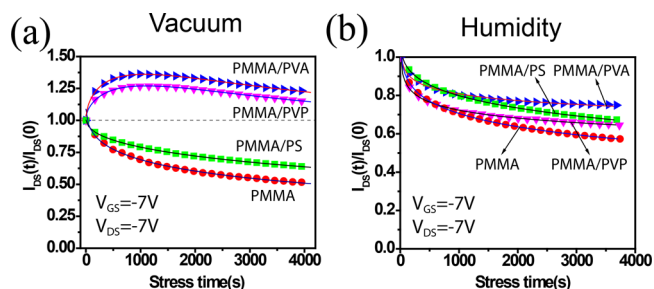 (a)
Vacuum
I_DS(t)/I_DS(0)
1.50
1.25
1.00
0.75
0.50
0.25
0.00
PMMA/PVA
PMMA/PVP
PMMA/PS
PMMA
V_GS=-7V
V_DS=-7V
0 1000 2000 3000 4000
Stress time(s)
(b)
Humidity
I_DS(t)/I_DS(0)
1.0
0.8
0.6
0.4
0.2
0.0
PMMA/PS
PMMA/PVA
PMMA
PMMA/PVP
V_GS=-7V
V_DS=-7V
0 1000 2000 3000 4000
Stress time(s)